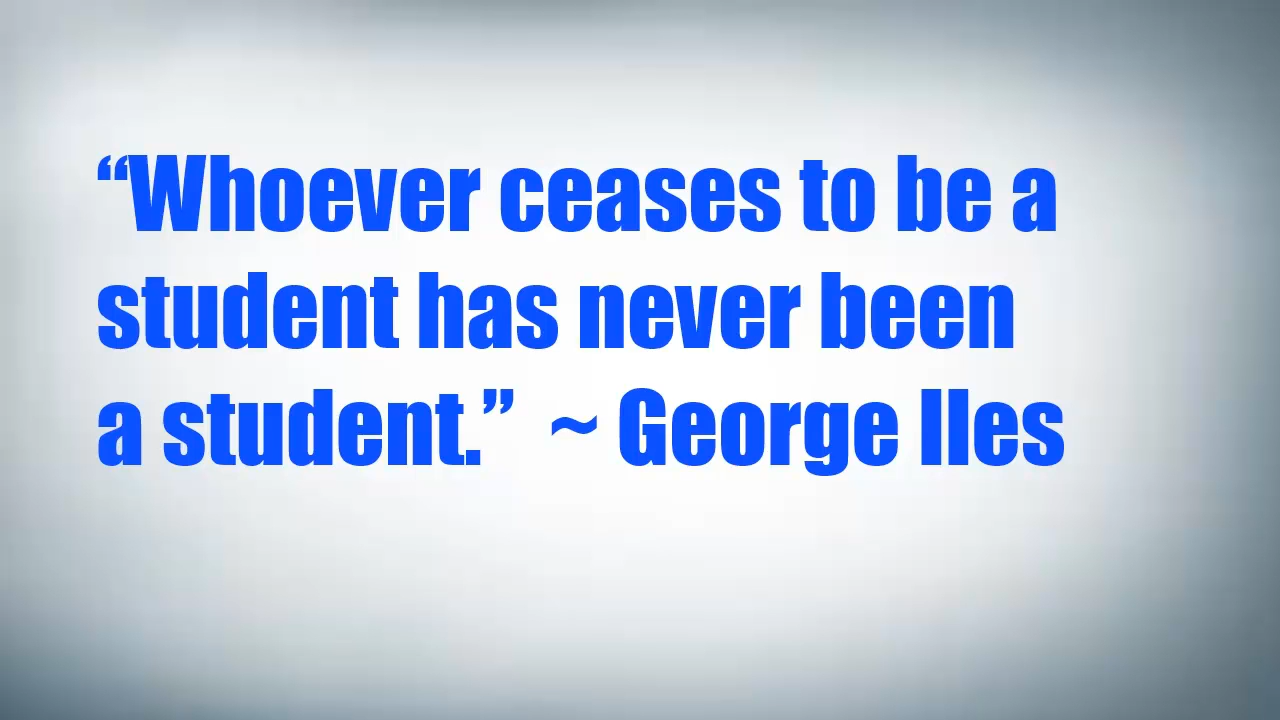 “Whoever ceases to be a
student has never been
a student.”  ~ George Iles